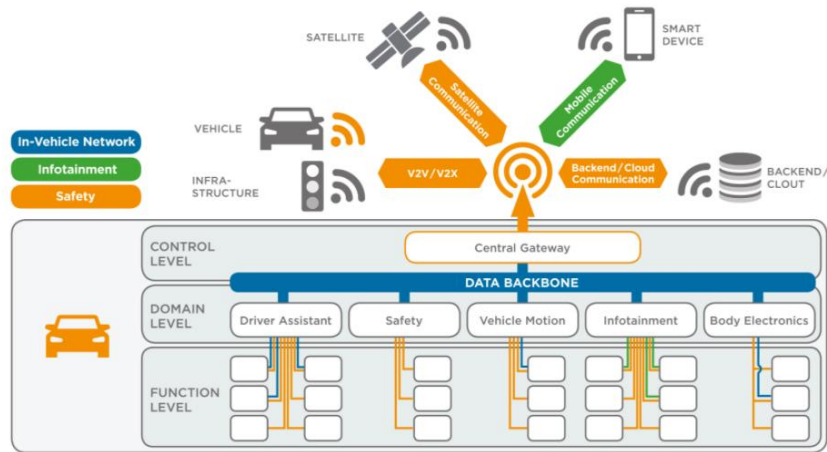 SATELLITE
SMART
DEVICE
Satellite
Communication
Mobile
Communication
VEHICLE
In-Vehicle Network
Infotainment
Safety
INFRA-
STRUCTURE
V2V/V2X
Backend/Cloud
Communication
BACKEND/
CLOUT
CONTROL
LEVEL
Central Gateway
DATA BACKBONE
DOMAIN
LEVEL
Driver Assistant
Safety
Vehicle Motion
Infotainment
Body Electronics
FUNCTION
LEVEL